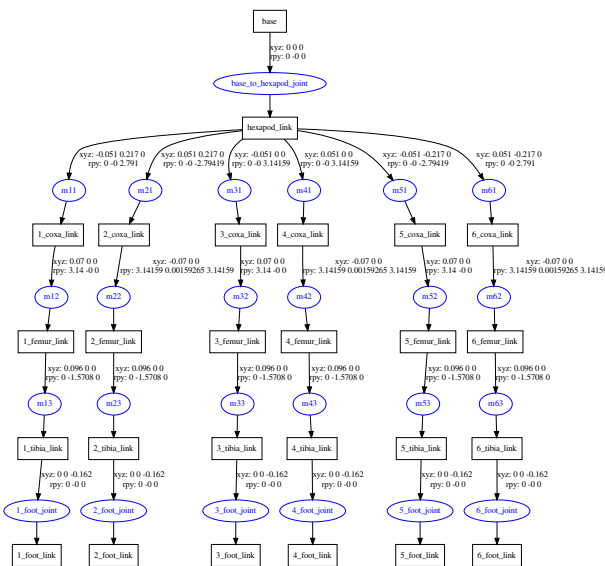 base
xyz: 0 0 0
rpy: 0 -0 0
base_to_hexapod_joint
hexapod_link
xyz: -0.051 0.217 0
rpy: 0 -0 2.791
xyz: 0.051 0.217 0
rpy: 0 -0 -2.79419
xyz: -0.051 0 0
rpy: 0 -0 3.14159
xyz: 0.051 0 0
rpy: 0 -0 -3.14159
xyz: -0.051 -0.217 0
rpy: 0 -0 -2.79419
xyz: 0.051 -0.217 0
rpy: 0 -0 2.791
m11
m21
m31
m41
m51
m61
1_coxa_link
2_coxa_link
3_coxa_link
4_coxa_link
5_coxa_link
6_coxa_link
xyz: 0.07 0 0
rpy: 3.14 -0 0
xyz: -0.07 0 0
rpy: 3.14159 0.00159265 3.14159
xyz: 0.07 0 0
rpy: 3.14 -0 0
xyz: -0.07 0 0
rpy: 3.14159 0.00159265 3.14159
xyz: 0.07 0 0
rpy: 3.14 -0 0
xyz: -0.07 0 0
rpy: 3.14159 0.00159265 3.14159
m12
m22
m32
m42
m52
m62
1_femur_link
2_femur_link
3_femur_link
4_femur_link
5_femur_link
6_femur_link
xyz: 0.096 0 0
rpy: 0 -1.5708 0
xyz: 0.096 0 0
rpy: 0 -1.5708 0
xyz: 0.096 0 0
rpy: 0 -1.5708 0
xyz: 0.096 0 0
rpy: 0 -1.5708 0
xyz: 0.096 0 0
rpy: 0 -1.5708 0
xyz: 0.096 0 0
rpy: 0 -1.5708 0
m13
m23
m33
m43
m53
m63
1_tibia_link
2_tibia_link
3_tibia_link
4_tibia_link
5_tibia_link
6_tibia_link
xyz: 0 0 -0.162
rpy: 0 -0 0
xyz: 0 0 -0.162
rpy: 0 -0 0
xyz: 0 0 -0.162
rpy: 0 -0 0
xyz: 0 0 -0.162
rpy: 0 -0 0
xyz: 0 0 -0.162
rpy: 0 -0 0
xyz: 0 0 -0.162
rpy: 0 -0 0
1_foot_joint
2_foot_joint
3_foot_joint
4_foot_joint
5_foot_joint
6_foot_joint
1_foot_link
2_foot_link
3_foot_link
4_foot_link
5_foot_link
6_foot_link